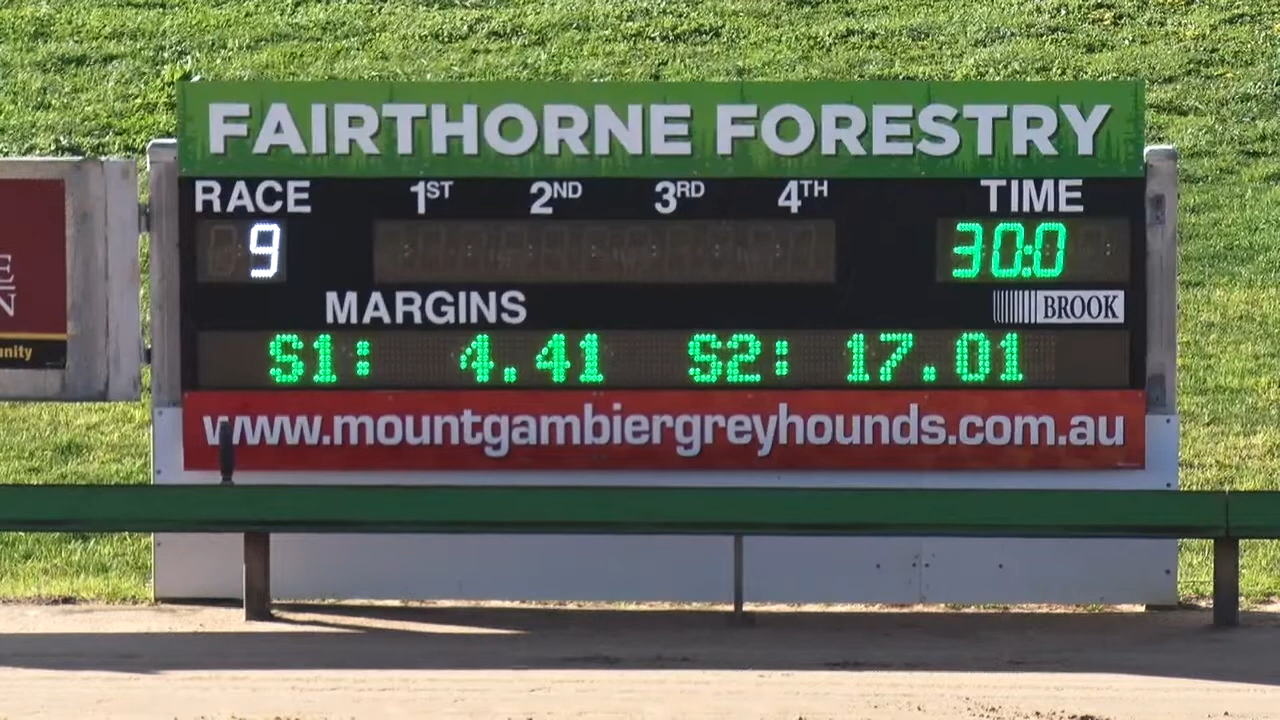 FAIRTHORNE FORESTRY
RACE 1ST 2ND 3RD 4TH TIME
9 30:0
MARGINS BROOK
S1: 4.41 S2: 17.01
www.mountgambiergreyhounds.com.au